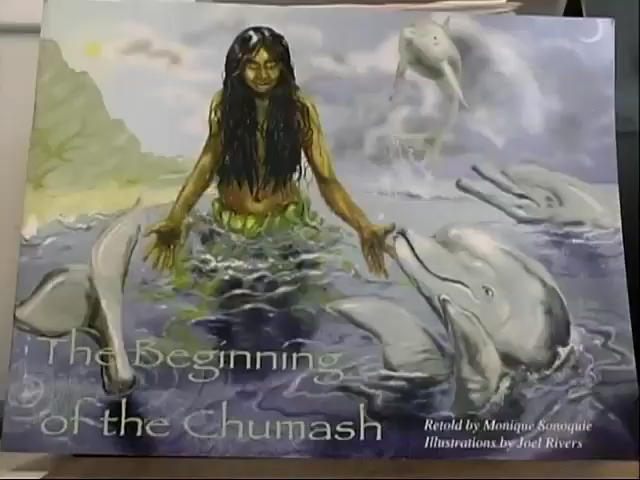 The Beginning
of the Chumash
Retold by Monique Sonoquie
Illustrations by Joel Rivers